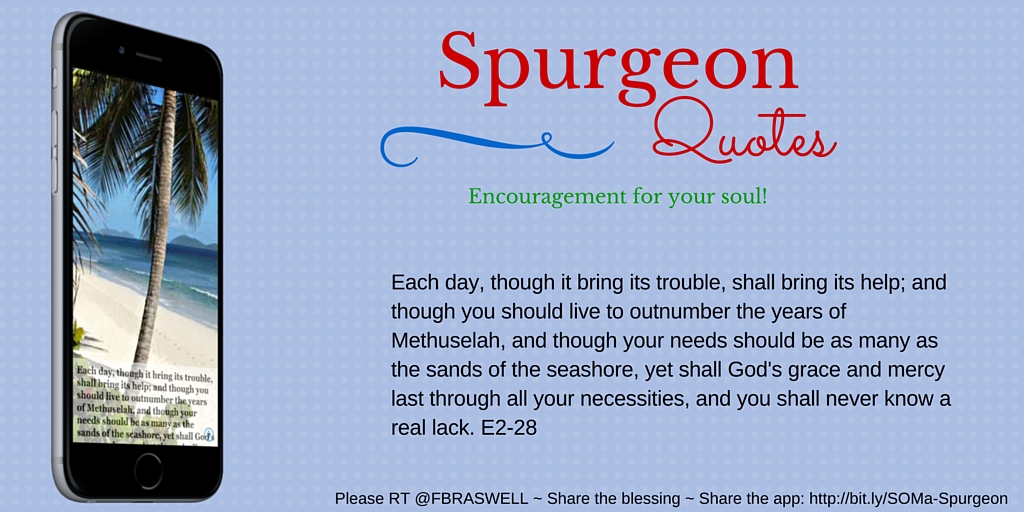 Spurgeon
Quotes
Encouragement for your soul!
Each day, though it bring its trouble, shall bring its help; and
though you should live to outnumber the years of
Methuselah, and though your needs should be as many as
the sands of the seashore, yet shall God's grace and mercy
last through all your necessities, and you shall never know a
real lack. E2-28
Each day, though it bring its trouble,
shall bring its help; and though you
should live to outnumber the years
of Methuselah, and though your
needs should be as many as the
sands of the seashore, yet shall God's
Please RT @FBRASWELL ~ Share the blessing ~ Share the app: http://bit.ly/SOMa-Spurgeon